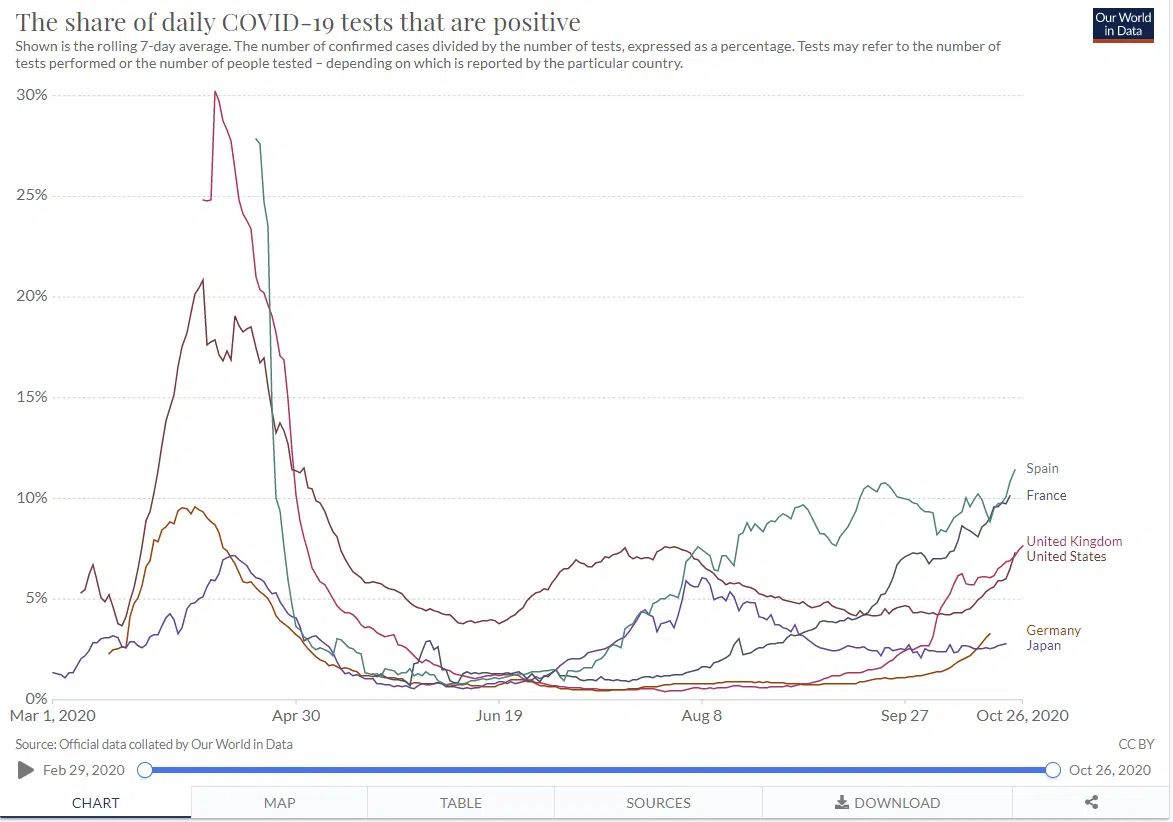 The share of daily COVID-19 tests that are positive
Our World
in Data
Shown is the rolling 7-day average. The number of confirmed cases divided by the number of tests, expressed as a percentage. Tests may refer to the number of
tests performed or the number of people tested – depending on which is reported by the particular country.
30%
25%
20%
15%
10%
5%
0%
Spain
France
United Kingdom
United States
Germany
Japan
Mar 1, 2020
Apr 30
Jun 19
Aug 8
Sep 27
Oct 26, 2020
Source: Official data collated by Our World in Data
CC BY
Feb 29, 2020
Oct 26, 2020
CHART
MAP
TABLE
SOURCES
DOWNLOAD